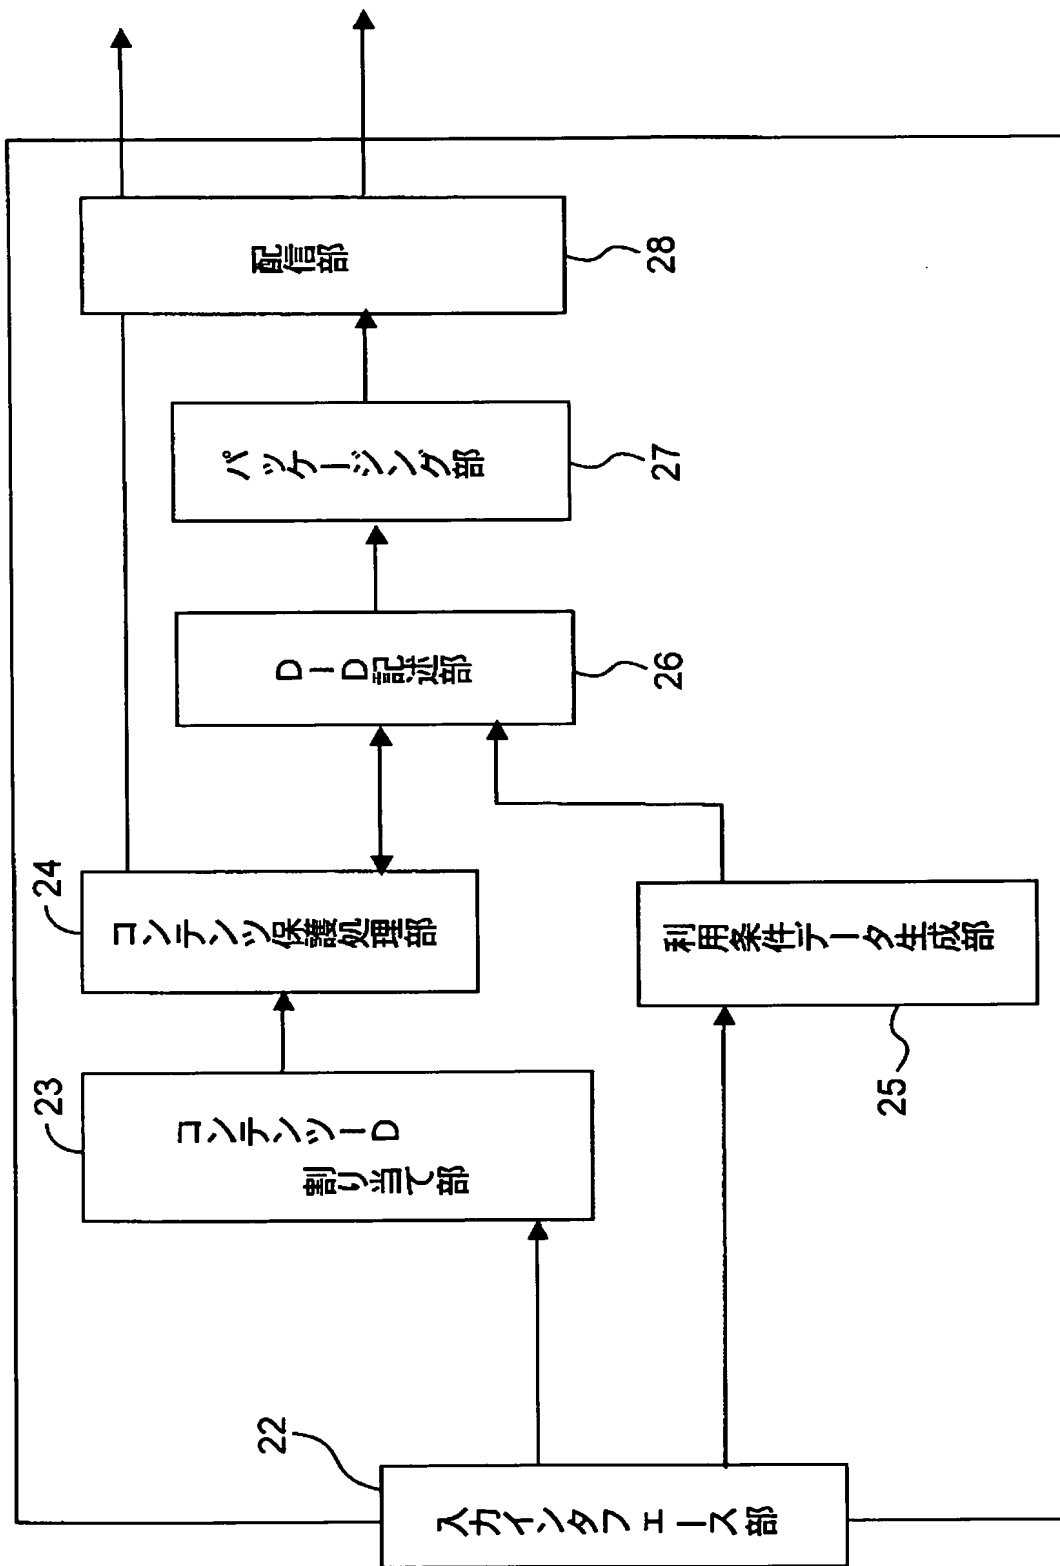 入力インタフェース部
22
コンテンツID
割り当て部
23
コンテンツ保護処理部
24
利用条件データ生成部
25
DID記述部
26
パッケージング部
27
配信部
28